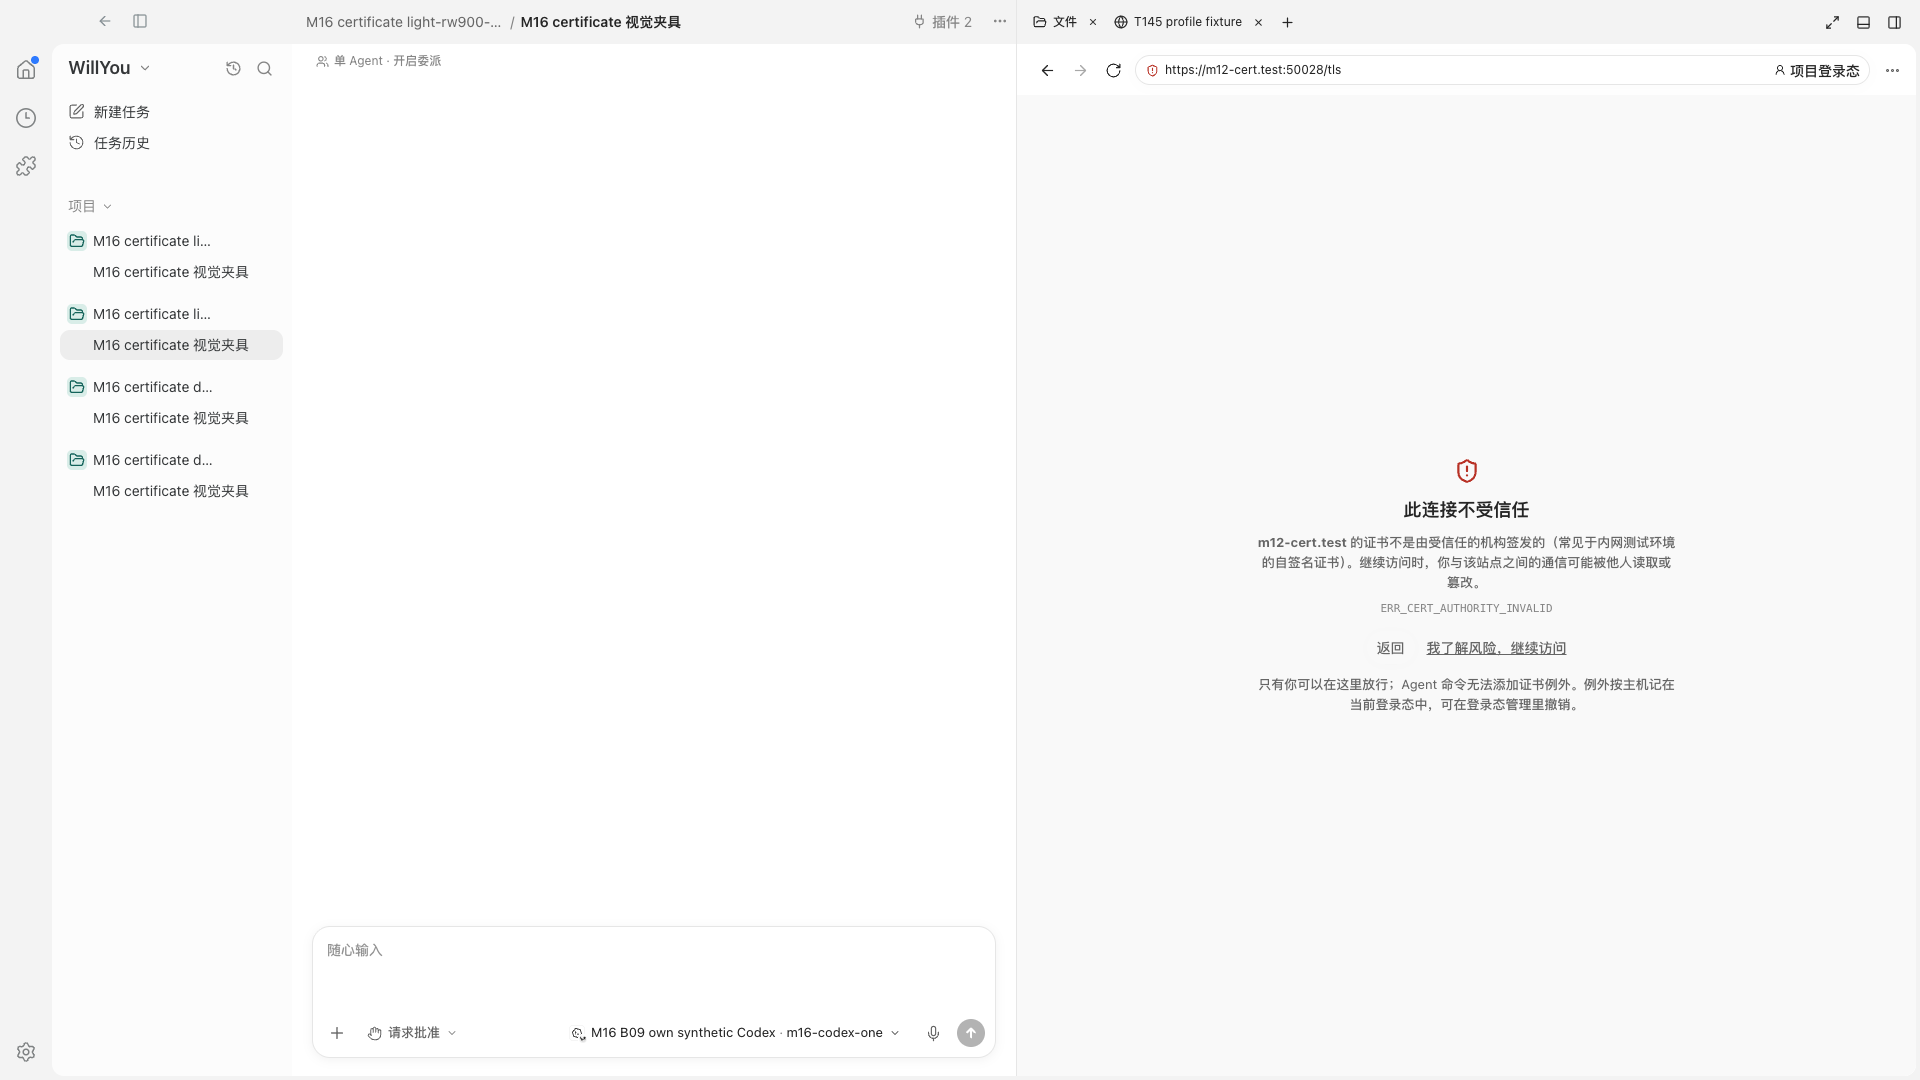 M16 certificate light-rw900-... / M16 certificate 视觉夹具
插件 2
文件
T145 profile fixture
WillYou
新建任务
任务历史
项目
M16 certificate li...
M16 certificate 视觉夹具
M16 certificate li...
M16 certificate 视觉夹具
M16 certificate d...
M16 certificate 视觉夹具
M16 certificate d...
M16 certificate 视觉夹具
单 Agent · 开启委派
随心输入
请求批准
M16 B09 own synthetic Codex · m16-codex-one
https://m12-cert.test:50028/tls
项目登录态
此连接不受信任
m12-cert.test 的证书不是由受信任的机构签发的（常见于内网测试环境
的自签名证书）。继续访问时，你与该站点之间的通信可能被他人读取或
篡改。
ERR_CERT_AUTHORITY_INVALID
返回
我了解风险，继续访问
只有你可以在这里放行；Agent 命令无法添加证书例外。例外按主机记在
当前登录态中，可在登录态管理里撤销。